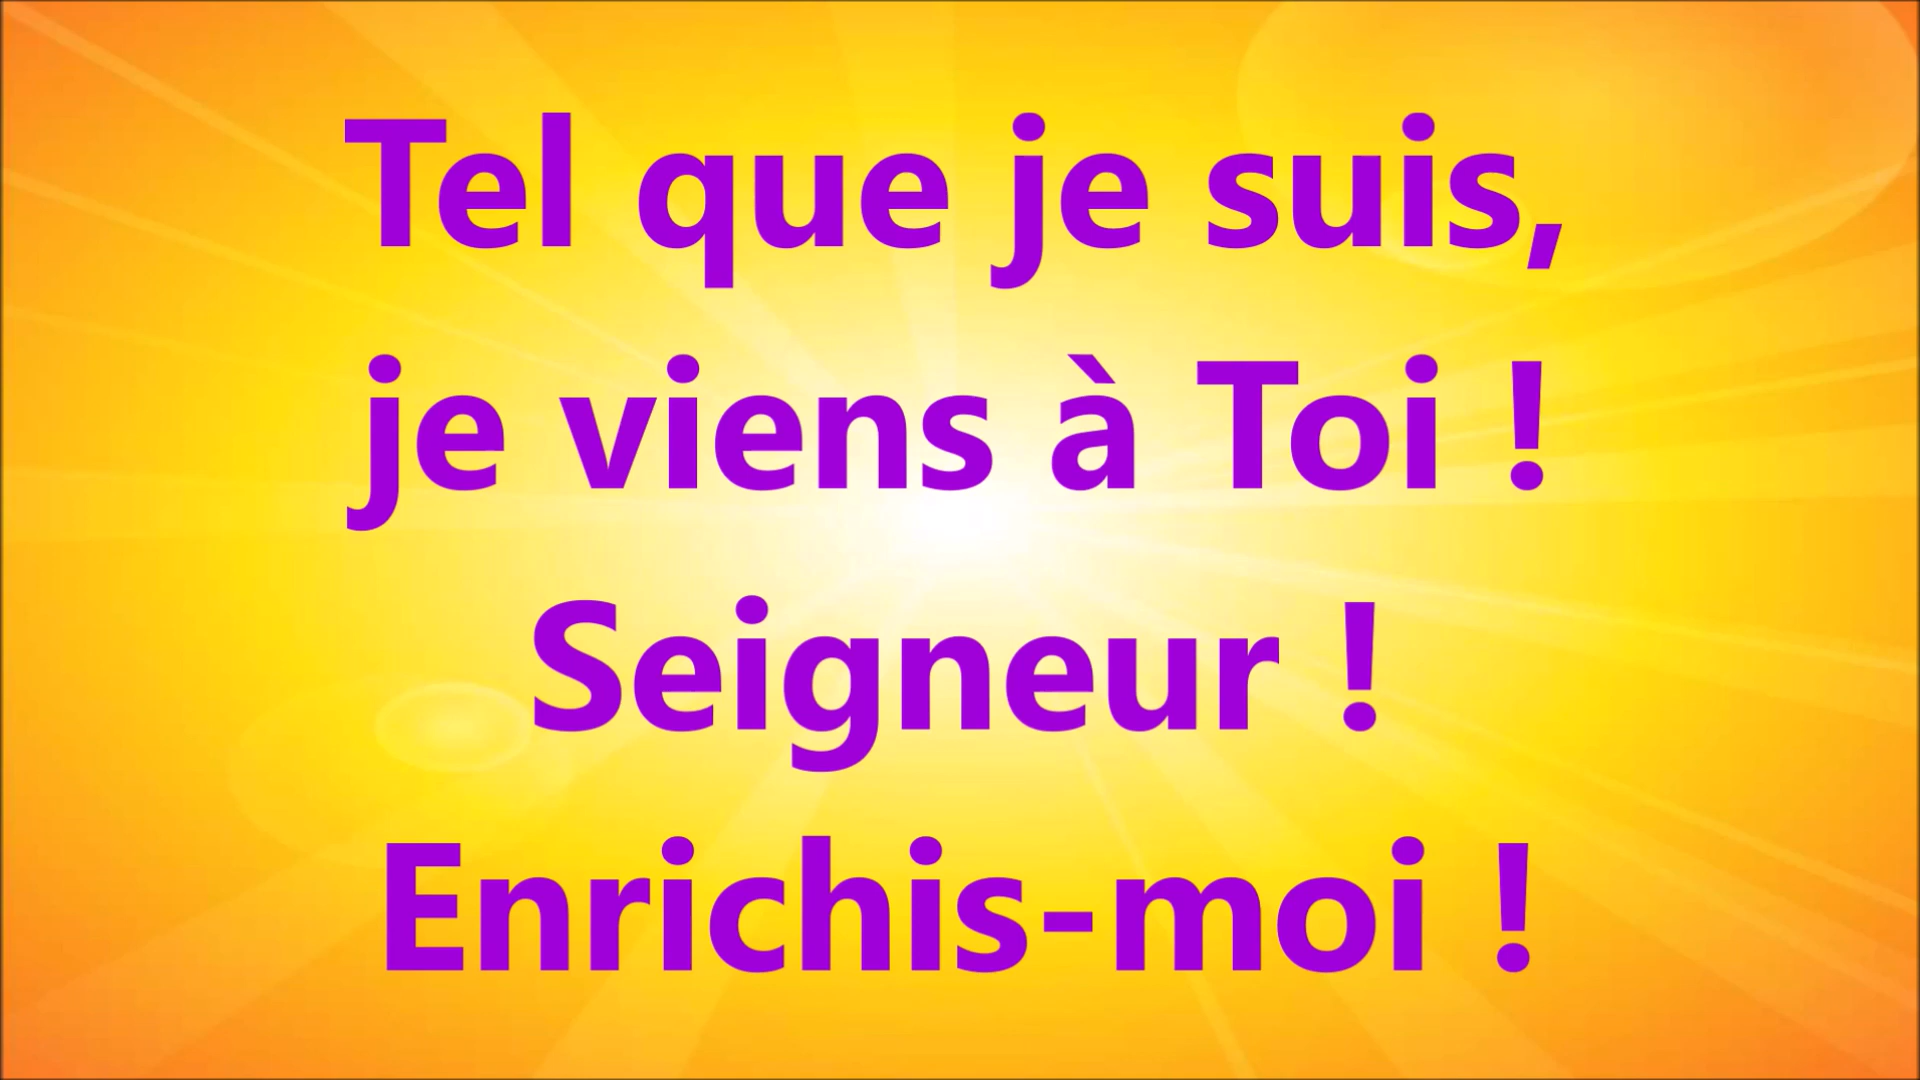 Tel que je suis,
je viens à Toi !
Seigneur !
Enrichis-moi !